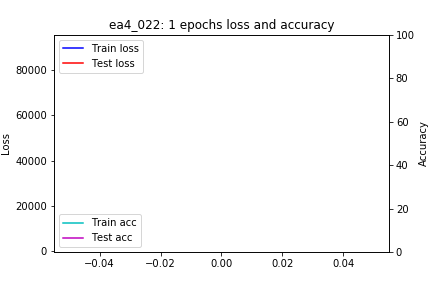 ea4_022: 1 epochs loss and accuracy
Train loss
Test loss
Train acc
Test acc
Loss
80000
60000
40000
20000
0
Accuracy
100
80
60
40
20
0
−0.04
−0.02
0.00
0.02
0.04